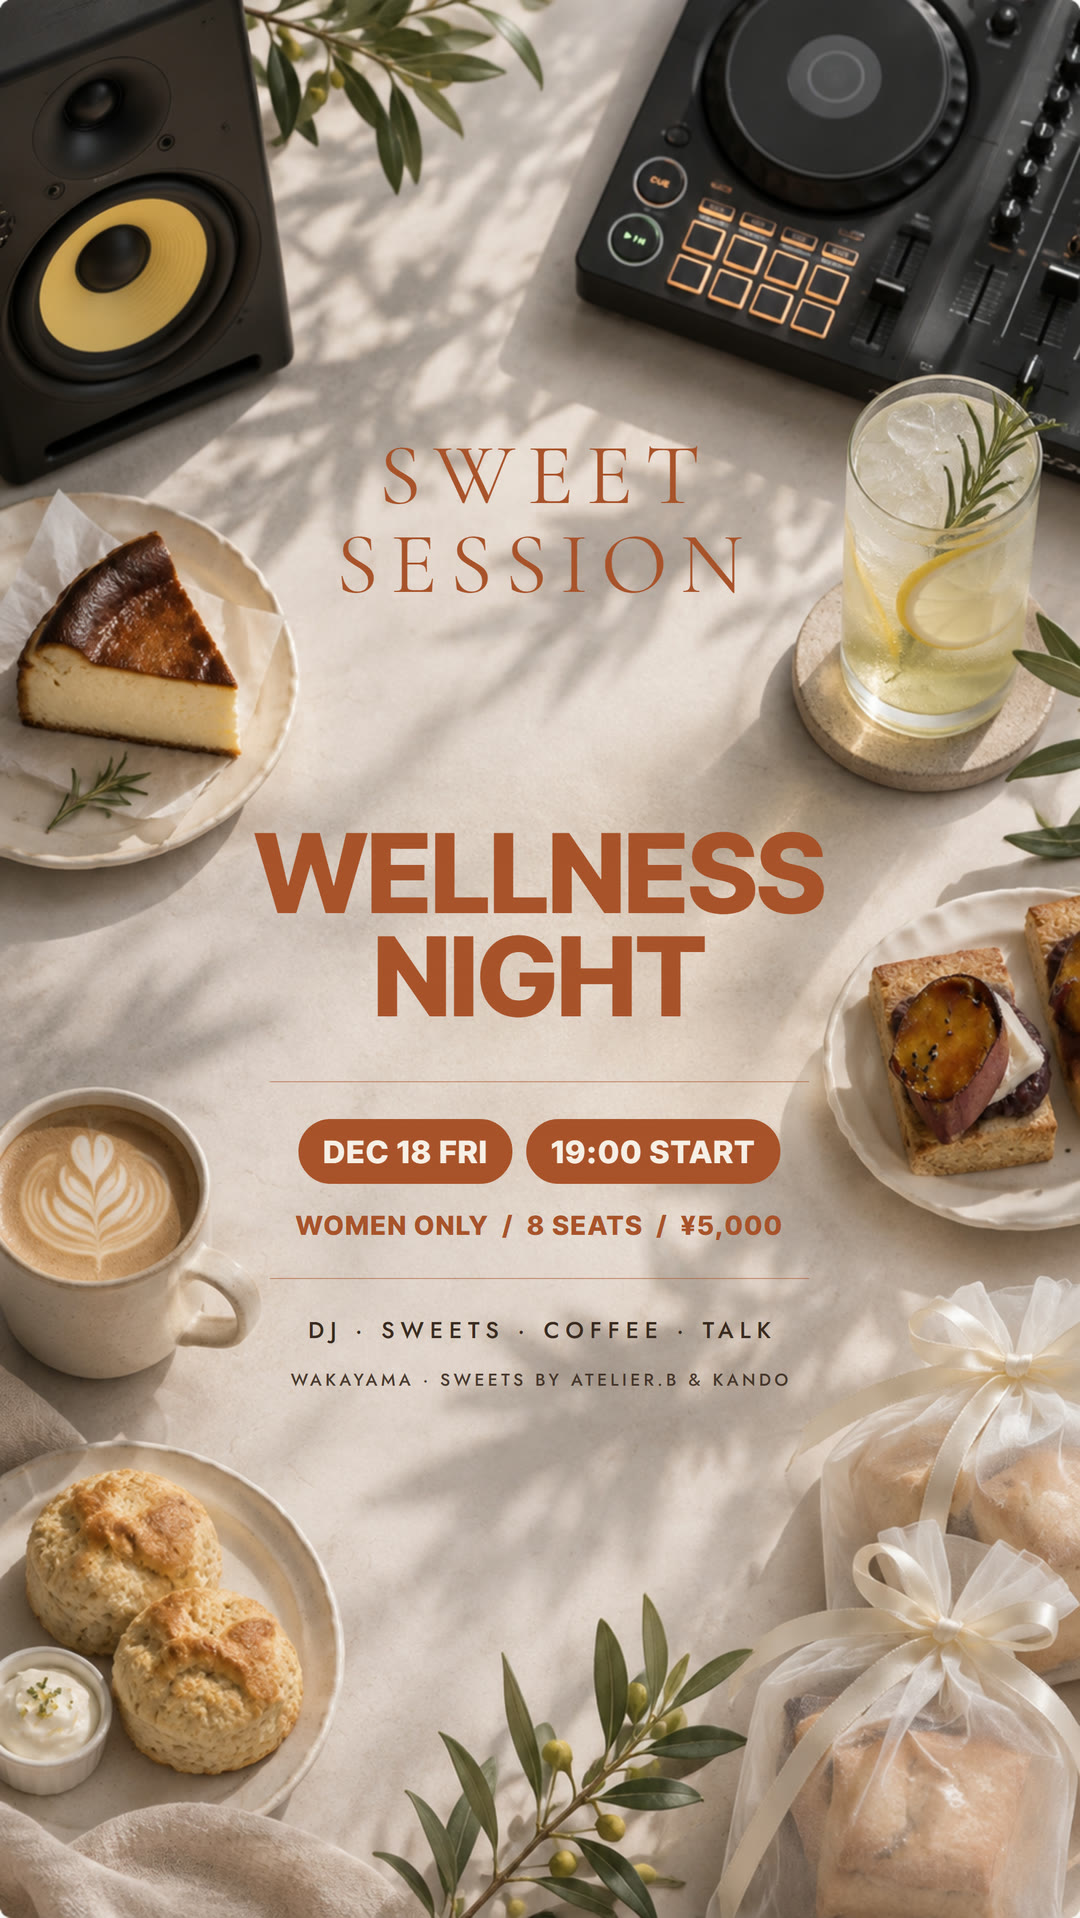 CUE
SWEET
SESSION
WELLNESS
NIGHT
DEC 18 FRI
19:00 START
WOMEN ONLY / 8 SEATS / ¥5,000
DJ · SWEETS · COFFEE · TALK
WAKAYAMA · SWEETS BY ATELIER.B & KANDO